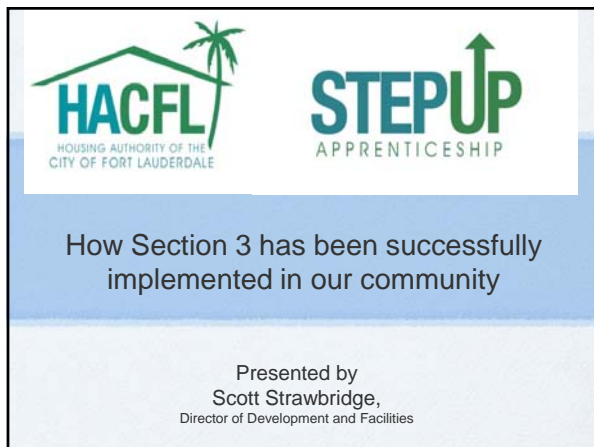 HACFL
HOUSING AUTHORITY OF THE
CITY OF FORT LAUDERDALE
STEPUP
APPRENTICESHIP
How Section 3 has been successfully
implemented in our community
Presented by
Scott Strawbridge,
Director of Development and Facilities